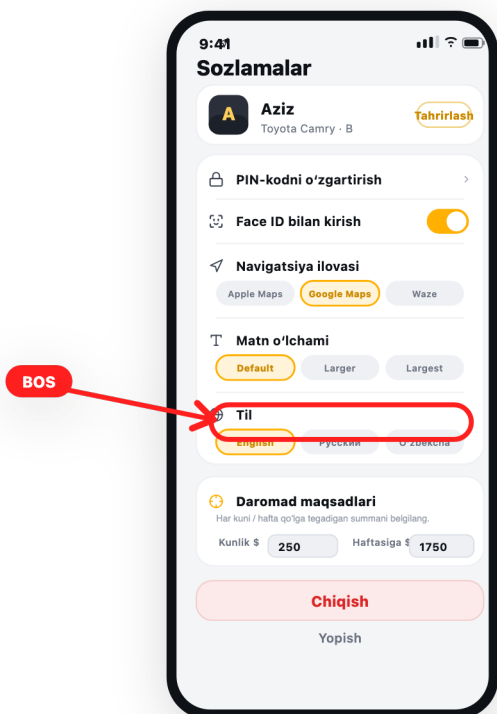 9:41
Sozlamalar
A
Aziz
Tahrirlash
Toyota Camry · B
PIN-kodni o‘zgartirish
Face ID bilan kirish
Navigatsiya ilovasi
Apple Maps
Google Maps
Waze
T
Matn o‘lchami
Default
Larger
Largest
BOS
Til
English
Русский
O‘zbekcha
Daromad maqsadlari
Har kuni / hafta qo‘lga tegadigan summani belgilang.
Kunlik $
250
Haftasiga $
1750
Chiqish
Yopish